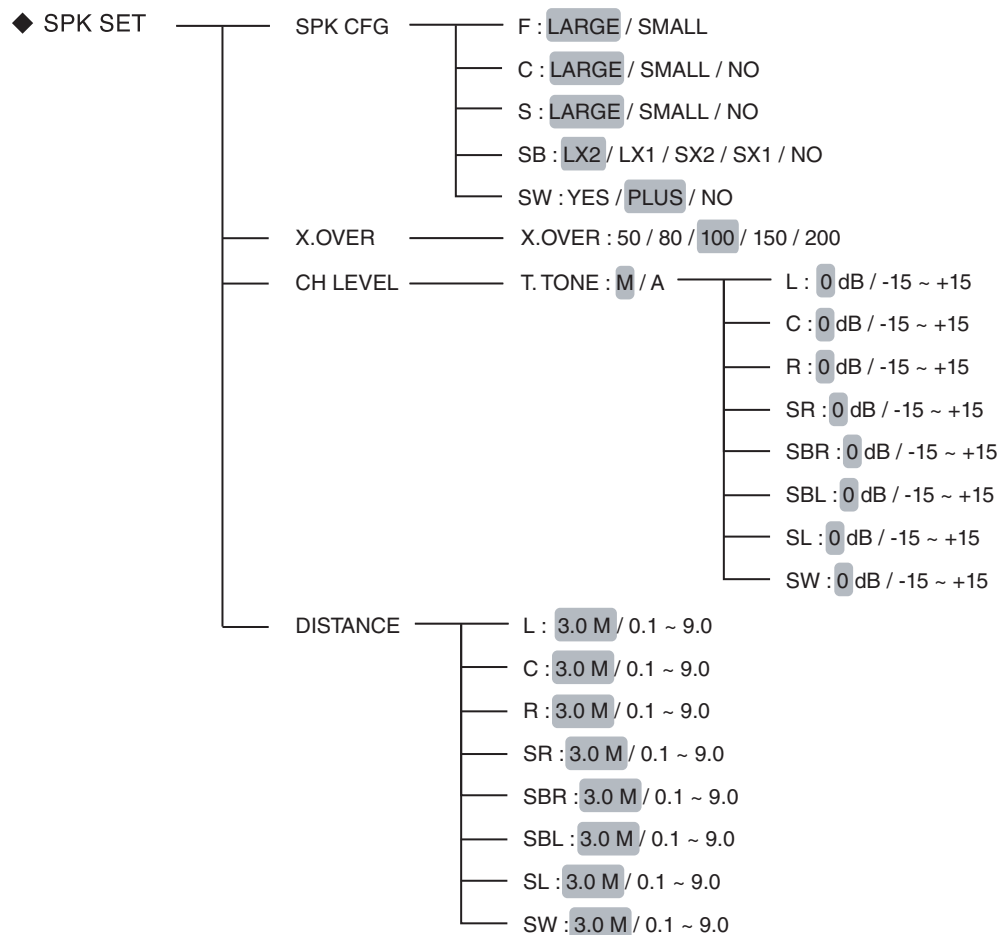 ◆ SPK SET
SPK CFG
F : LARGE / SMALL
C : LARGE / SMALL / NO
S : LARGE / SMALL / NO
SB : LX2 / LX1 / SX2 / SX1 / NO
SW : YES / PLUS / NO
X.OVER
X.OVER : 50 / 80 / 100 / 150 / 200
CH LEVEL
T. TONE : M / A
L : 0 dB / -15 ~ +15
C : 0 dB / -15 ~ +15
R : 0 dB / -15 ~ +15
SR : 0 dB / -15 ~ +15
SBR : 0 dB / -15 ~ +15
SBL : 0 dB / -15 ~ +15
SL : 0 dB / -15 ~ +15
SW : 0 dB / -15 ~ +15
DISTANCE
L : 3.0 M / 0.1 ~ 9.0
C : 3.0 M / 0.1 ~ 9.0
R : 3.0 M / 0.1 ~ 9.0
SR : 3.0 M / 0.1 ~ 9.0
SBR : 3.0 M / 0.1 ~ 9.0
SBL : 3.0 M / 0.1 ~ 9.0
SL : 3.0 M / 0.1 ~ 9.0
SW : 3.0 M / 0.1 ~ 9.0